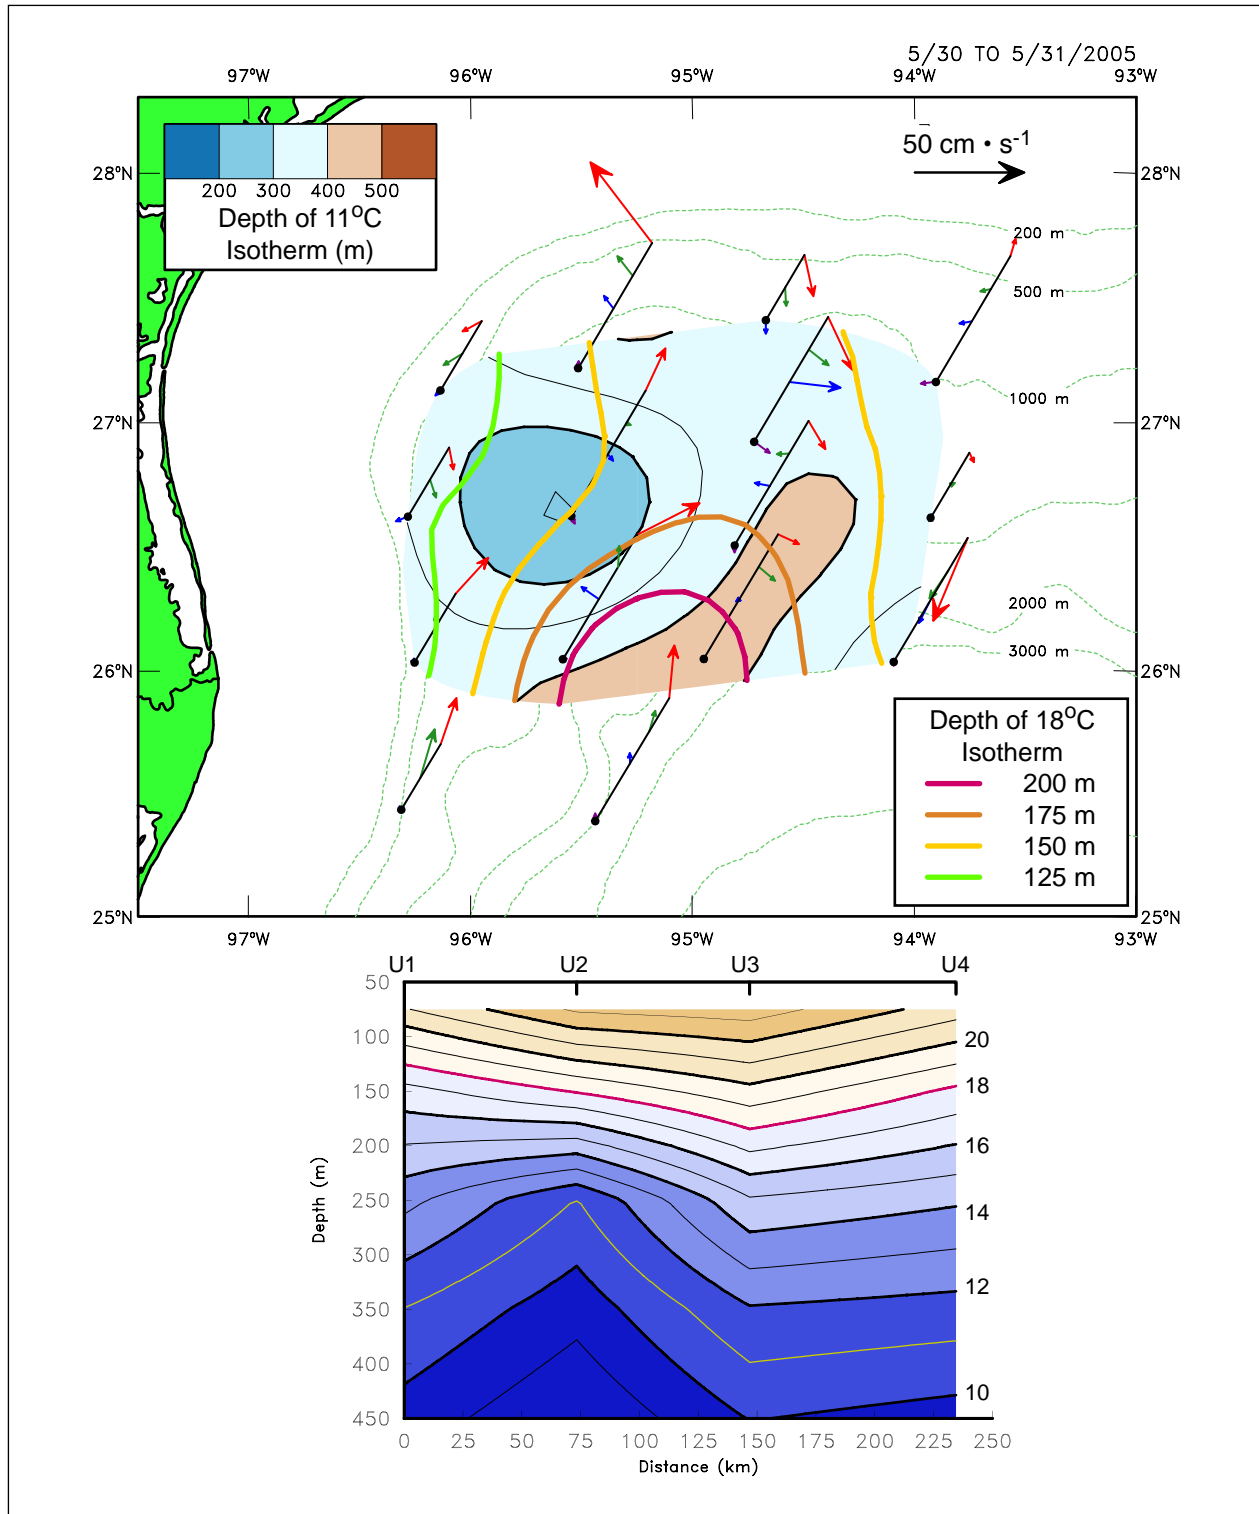 5/30 TO 5/31/2005
97°W 96°W 95°W 94°W 93°W
50 cm • s-1
28°N 28°N
200 300 400 500
Depth of 11°C
Isotherm (m)
200 m
500 m
1000 m
27°N 27°N
2000 m
3000 m
26°N 26°N
Depth of 18°C
Isotherm
200 m
175 m
150 m
125 m
25°N 25°N
97°W 96°W 95°W 94°W 93°W
U1 U2 U3 U4
50
100
150
200
250
300
350
400
450
Depth (m)
20
18
16
14
12
10
0 25 50 75 100 125 150 175 200 225 250
Distance (km)